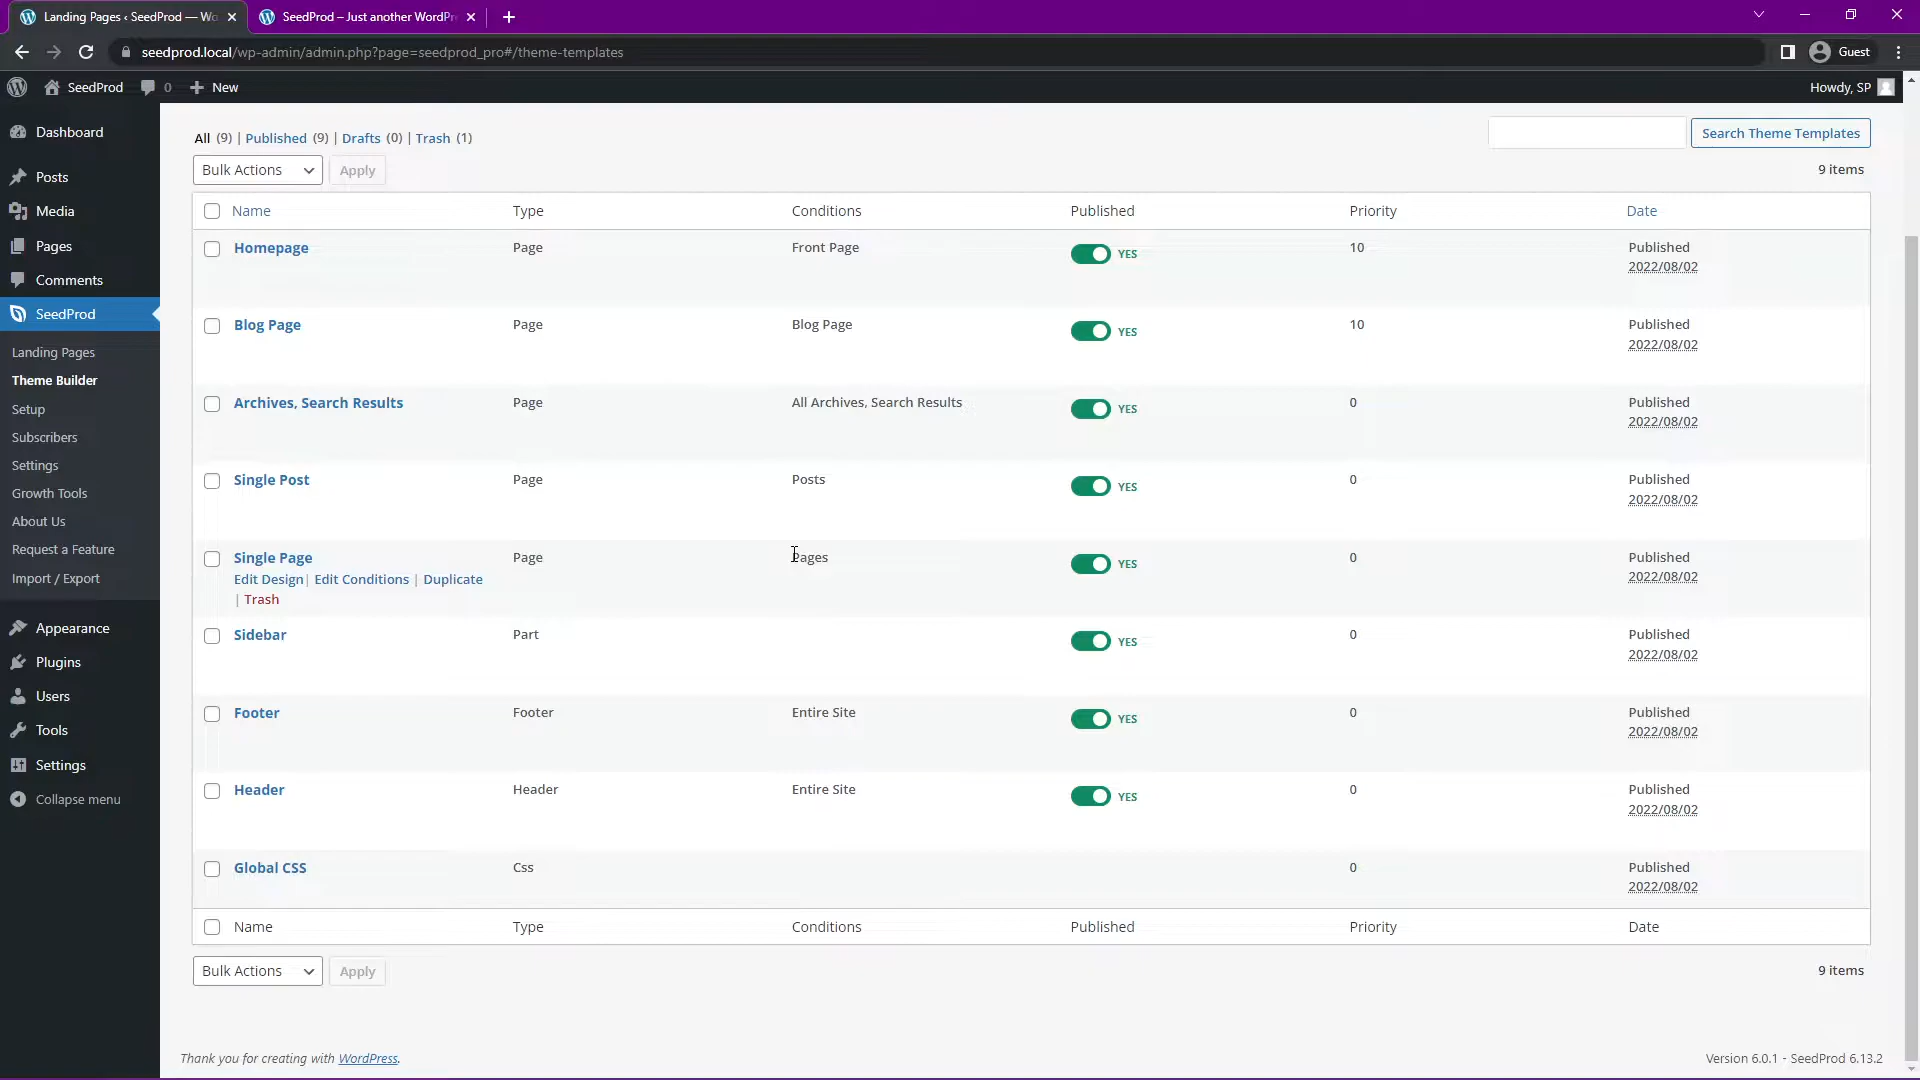 Landing Pages ‹ SeedProd — Wo
SeedProd – Just another WordPr
seedprod.local/wp-admin/admin.php?page=seedprod_pro#/theme-templates
Guest
SeedProd
0
New
Howdy, SP
Dashboard
Posts
Media
Pages
Comments
SeedProd
Landing Pages
Theme Builder
Setup
Subscribers
Settings
Growth Tools
About Us
Request a Feature
Import / Export
Appearance
Plugins
Users
Tools
Settings
Collapse menu
All (9) | Published (9) | Drafts (0) | Trash (1)
Search Theme Templates
Bulk Actions Apply
9 items
Name Type Conditions Published Priority Date
Homepage Page Front Page YES 10 Published
2022/08/02
Blog Page Page Blog Page YES 10 Published
2022/08/02
Archives, Search Results Page All Archives, Search Results YES 0 Published
2022/08/02
Single Post Page Posts YES 0 Published
2022/08/02
Single Page Page Pages YES 0 Published
Edit Design | Edit Conditions | Duplicate 2022/08/02
| Trash
Sidebar Part YES 0 Published
2022/08/02
Footer Footer Entire Site YES 0 Published
2022/08/02
Header Header Entire Site YES 0 Published
2022/08/02
Global CSS Css 0 Published
2022/08/02
Name Type Conditions Published Priority Date
Bulk Actions Apply
9 items
Thank you for creating with WordPress.
Version 6.0.1 - SeedProd 6.13.2